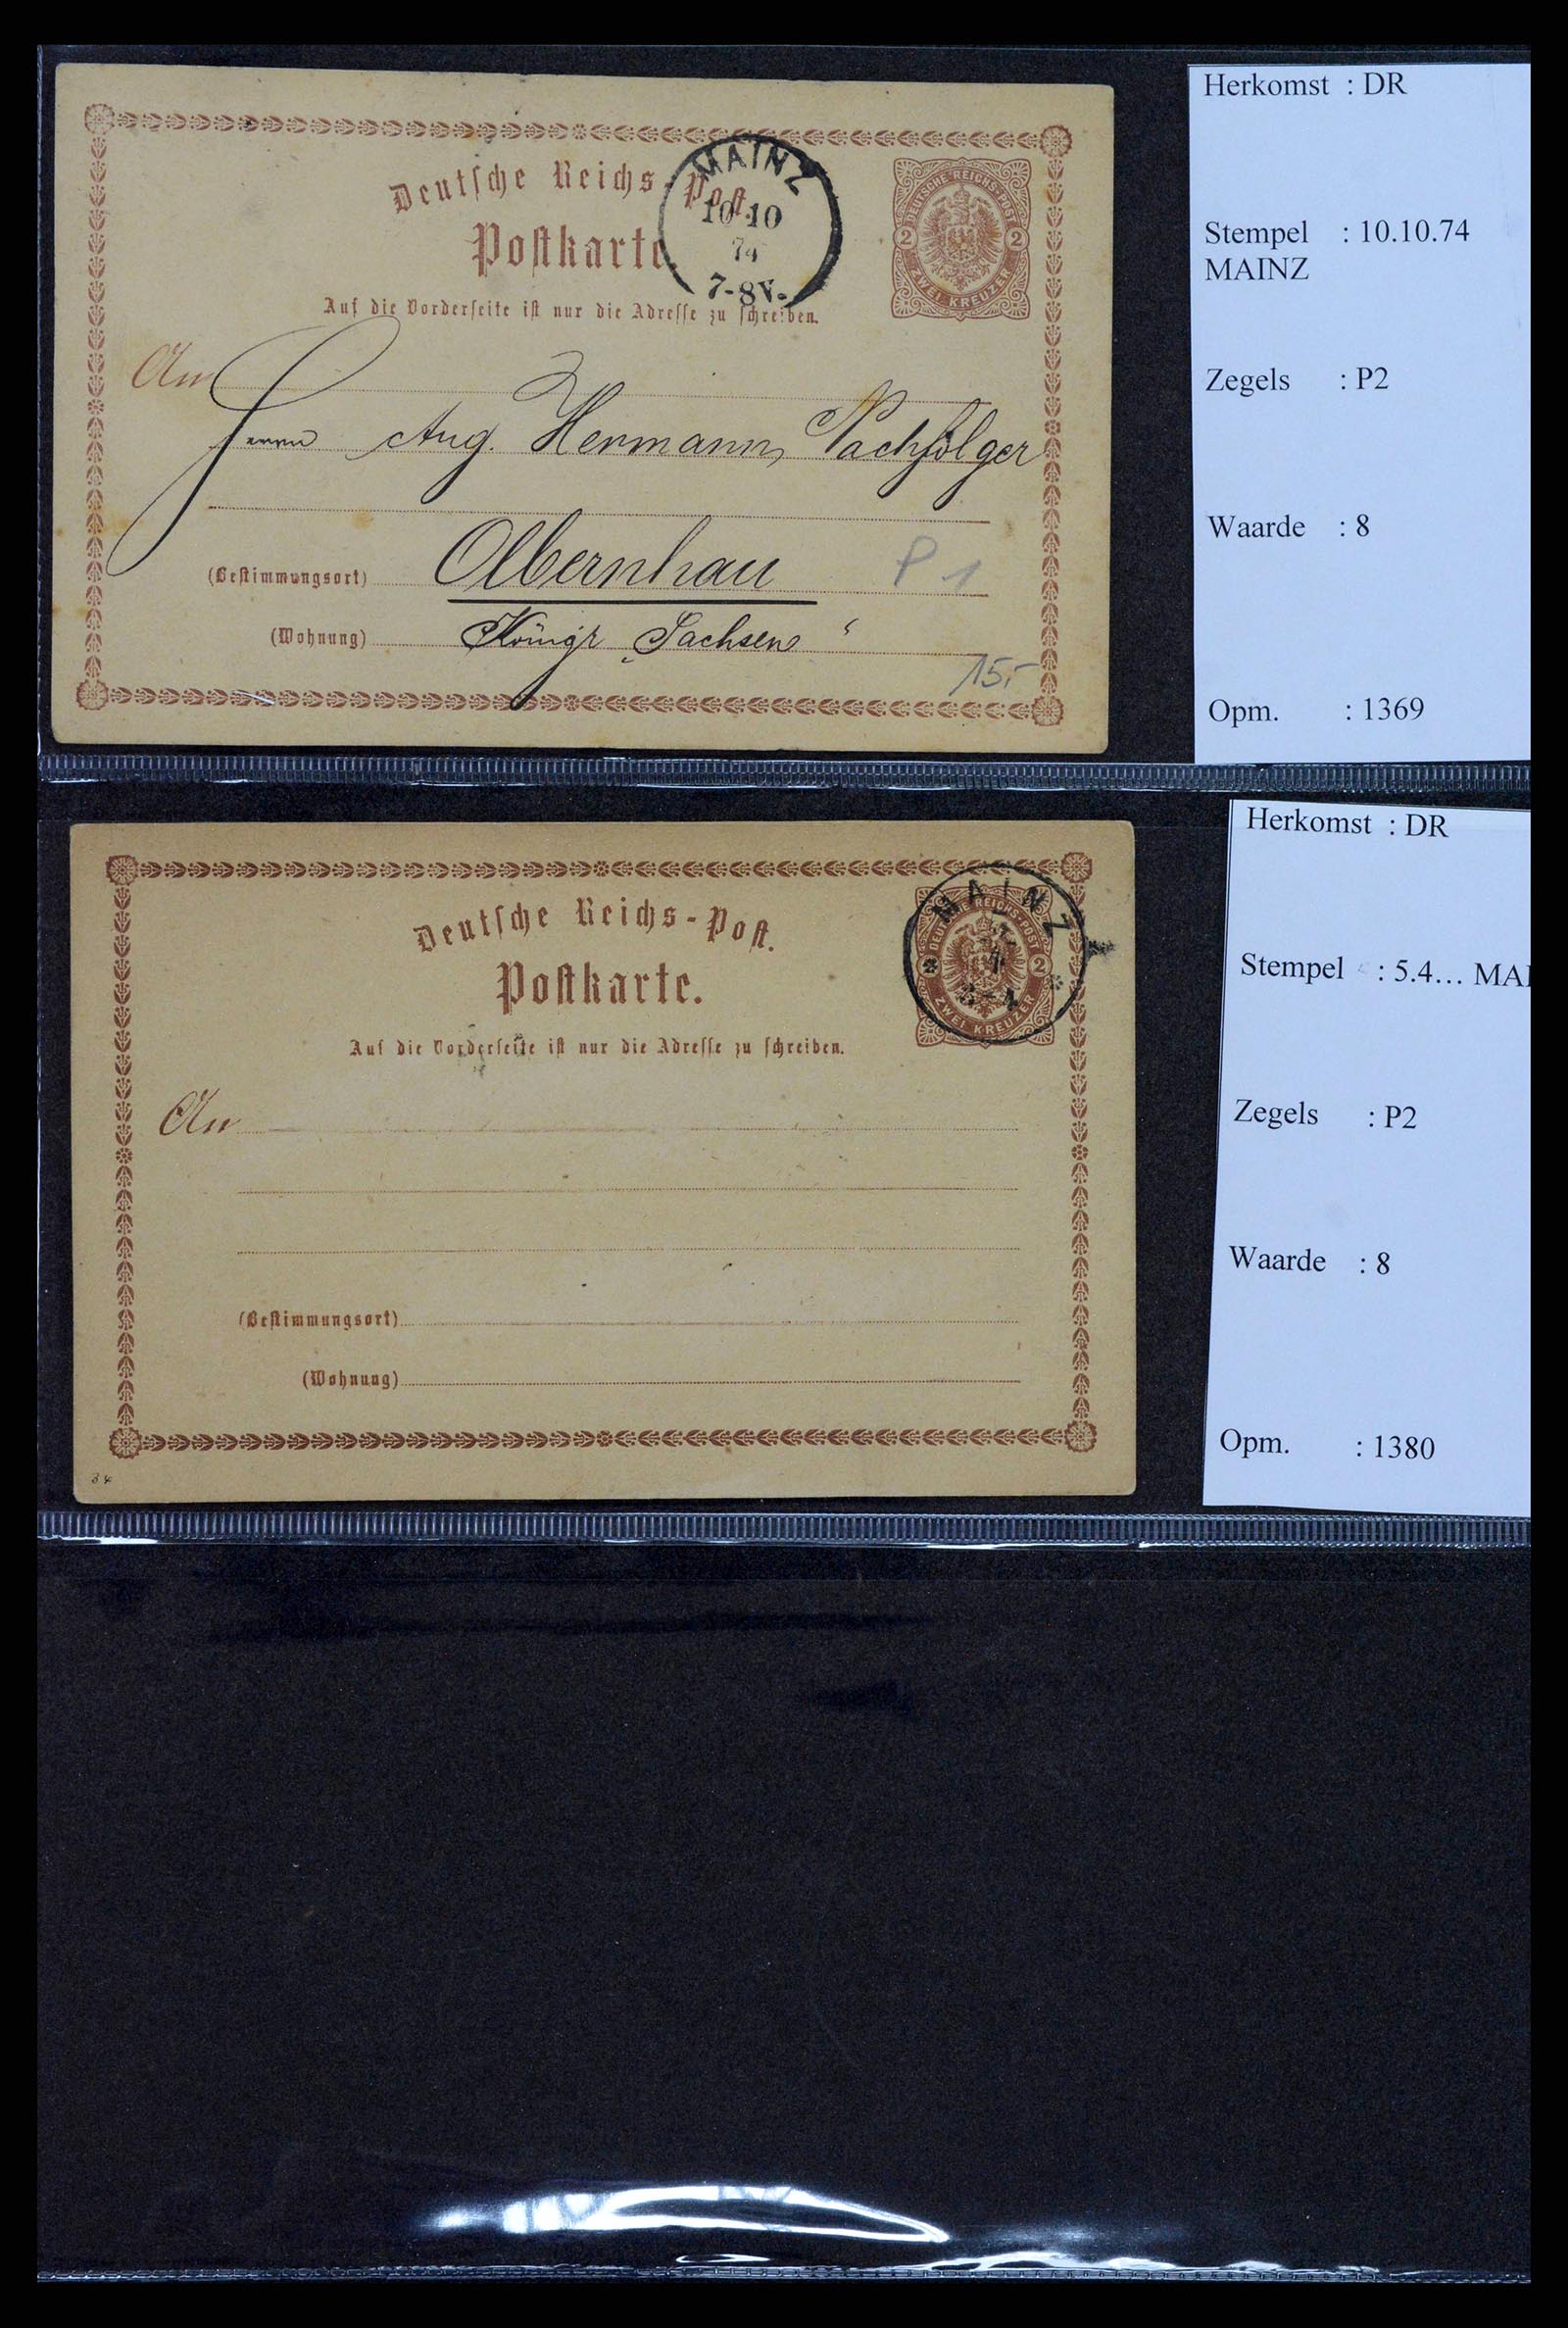 Deutsche Reichs-Post.
MAINZ
10 10
74
7-8V.
DEUTSCHE REICHS-POST
2 2
ZWEI KREUZER
Postkarte.
Auf die Vorderseite ist nur die Adresse zu schreiben.
An
Herrn Aug. Hermann Nachfolger
(Bestimmungsort) Olbernhau
P 1
(Wohnung) Königr. Sachsen
15,-
Herkomst : DR
Stempel : 10.10.74
MAINZ
Zegels : P2
Waarde : 8
Opm. : 1369
Deutsche Reichs-Post.
MAINZ
DEUTSCHE REICHS-POST
2
ZWEI KREUZER
Postkarte.
Auf die Vorderseite ist nur die Adresse zu schreiben.
An
(Bestimmungsort)
(Wohnung)
Herkomst : DR
Stempel : 5.4... MAI
Zegels : P2
Waarde : 8
Opm. : 1380